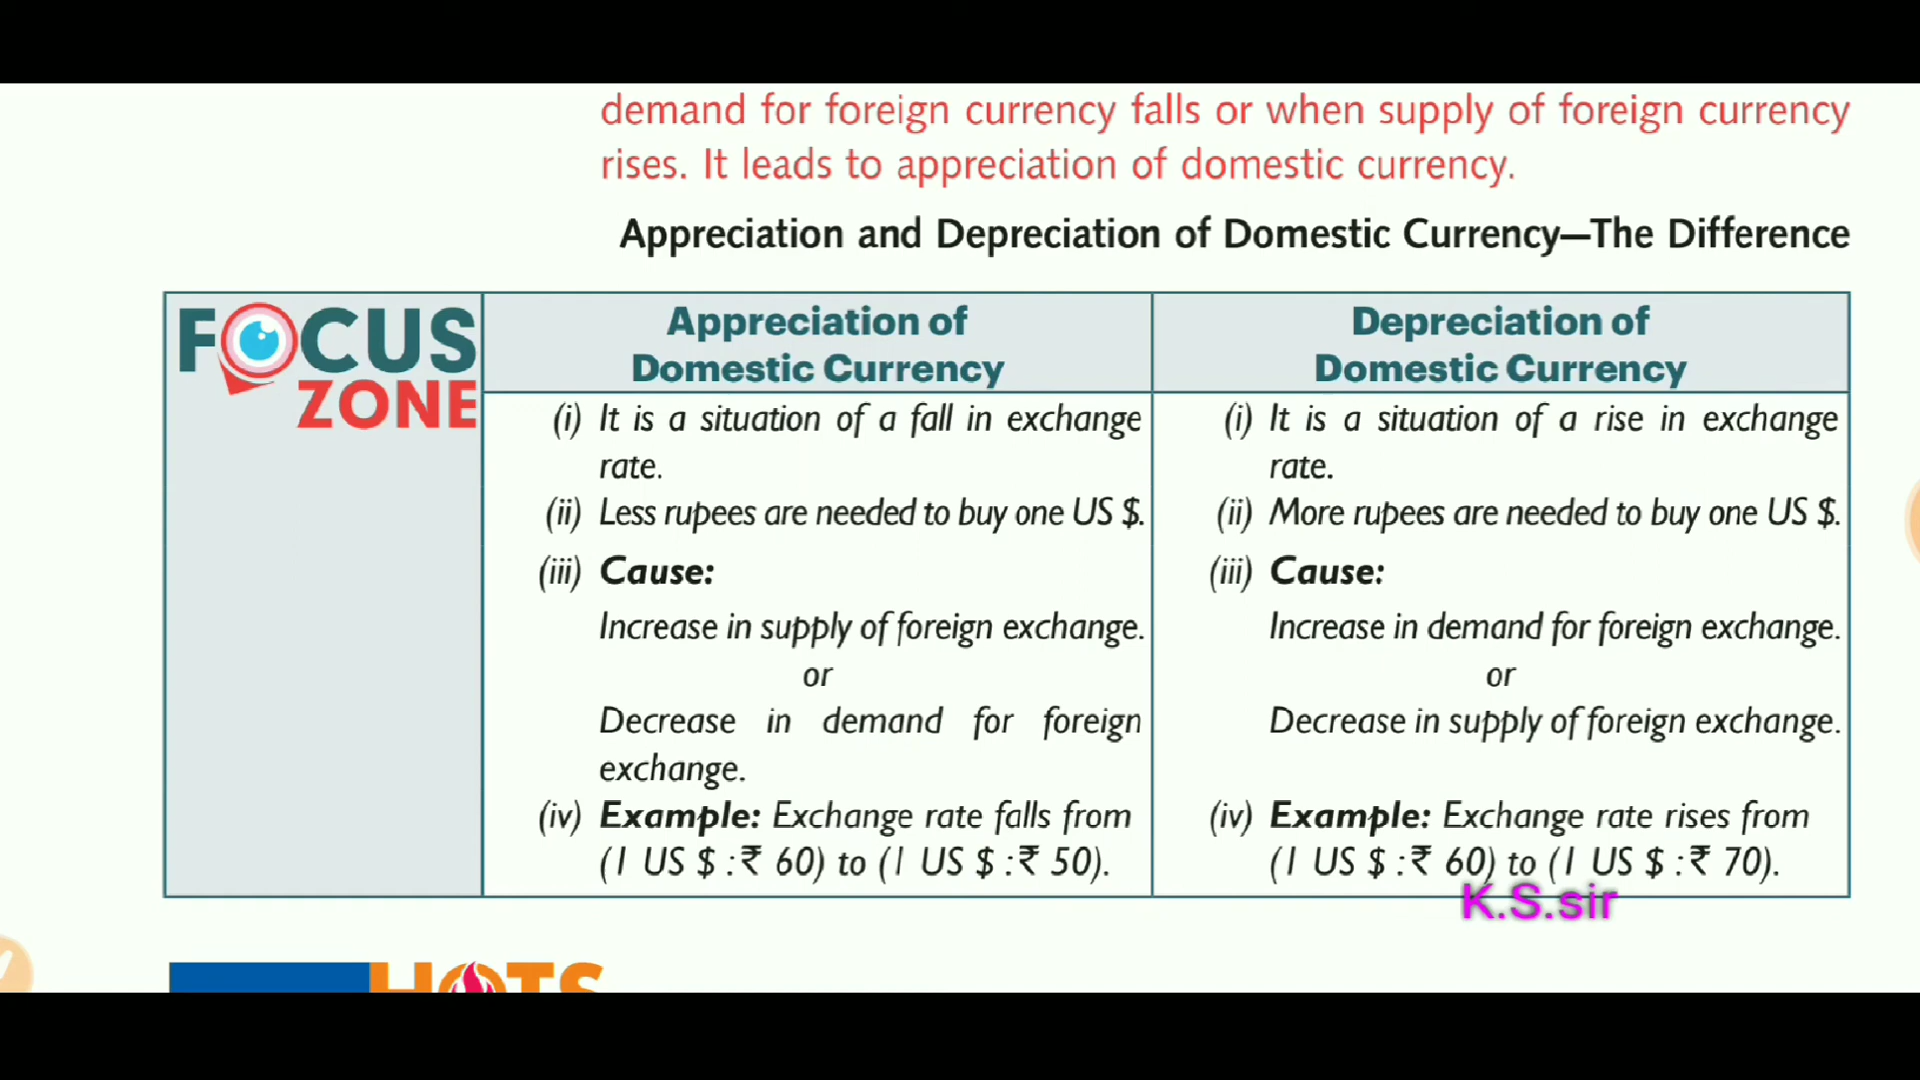 demand for foreign currency falls or when supply of foreign currency
rises. It leads to appreciation of domestic currency.
Appreciation and Depreciation of Domestic Currency—The Difference
FOCUS
ZONE
Appreciation of
Domestic Currency
(i) It is a situation of a fall in exchange
rate.
(ii) Less rupees are needed to buy one US $.
(iii) Cause:
Increase in supply of foreign exchange.
or
Decrease in demand for foreign
exchange.
(iv) Example: Exchange rate falls from
(1 US $ :₹ 60) to (1 US $ :₹ 50).
Depreciation of
Domestic Currency
(i) It is a situation of a rise in exchange
rate.
(ii) More rupees are needed to buy one US $.
(iii) Cause:
Increase in demand for foreign exchange.
or
Decrease in supply of foreign exchange.
(iv) Example: Exchange rate rises from
(1 US $ :₹ 60) to (1 US $ :₹ 70).
K.S.sir
HOTS